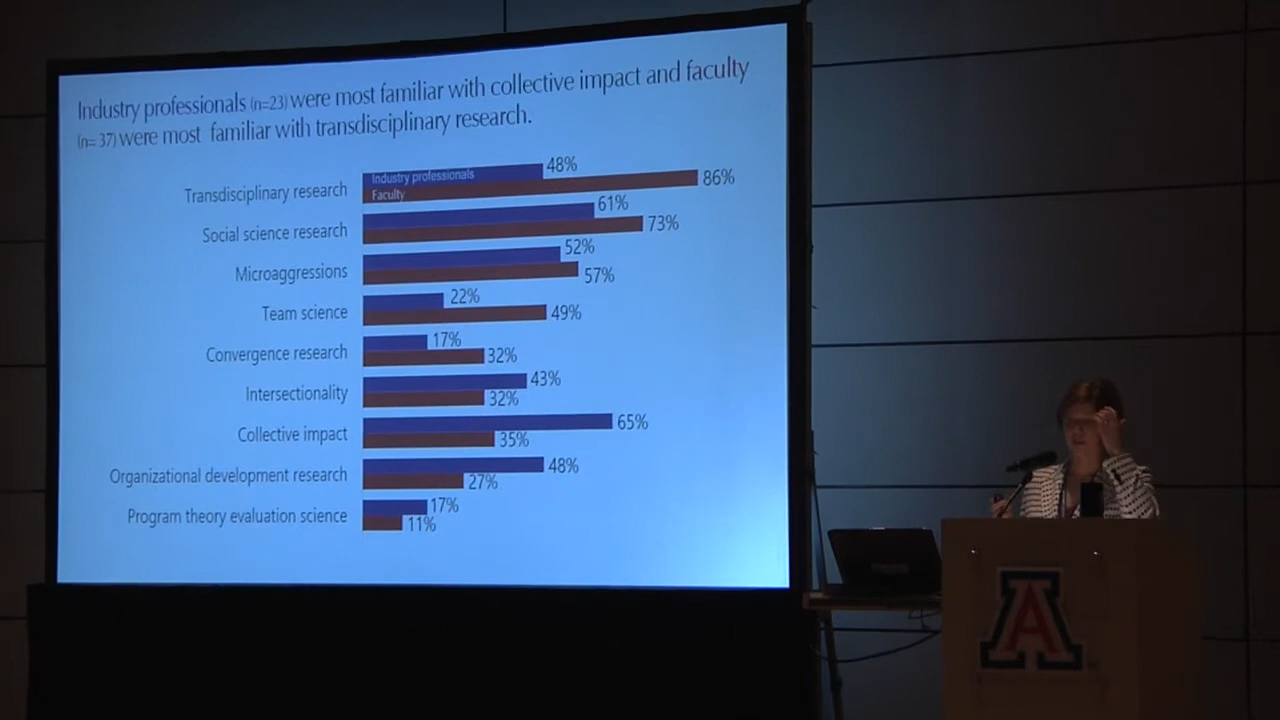 Industry professionals (n=23) were most familiar with collective impact and faculty
(n= 37) were most familiar with transdisciplinary research.
Transdisciplinary research
Industry professionals
48%
Faculty
86%
Social science research
61%
73%
Microaggressions
52%
57%
Team science
22%
49%
Convergence research
17%
32%
Intersectionality
43%
32%
Collective impact
65%
35%
Organizational development research
48%
27%
Program theory evaluation science
17%
11%
A